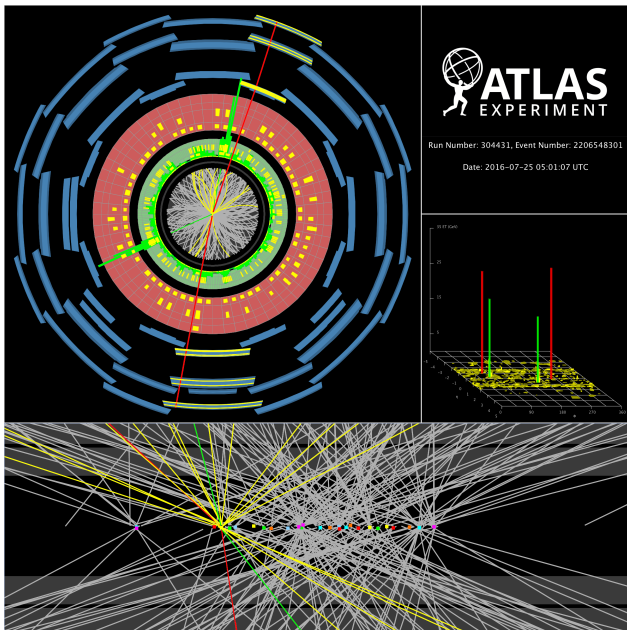 ATLAS
EXPERIMENT
Run Number: 304431, Event Number: 2206548301
Date: 2016-07-25 05:01:07 UTC